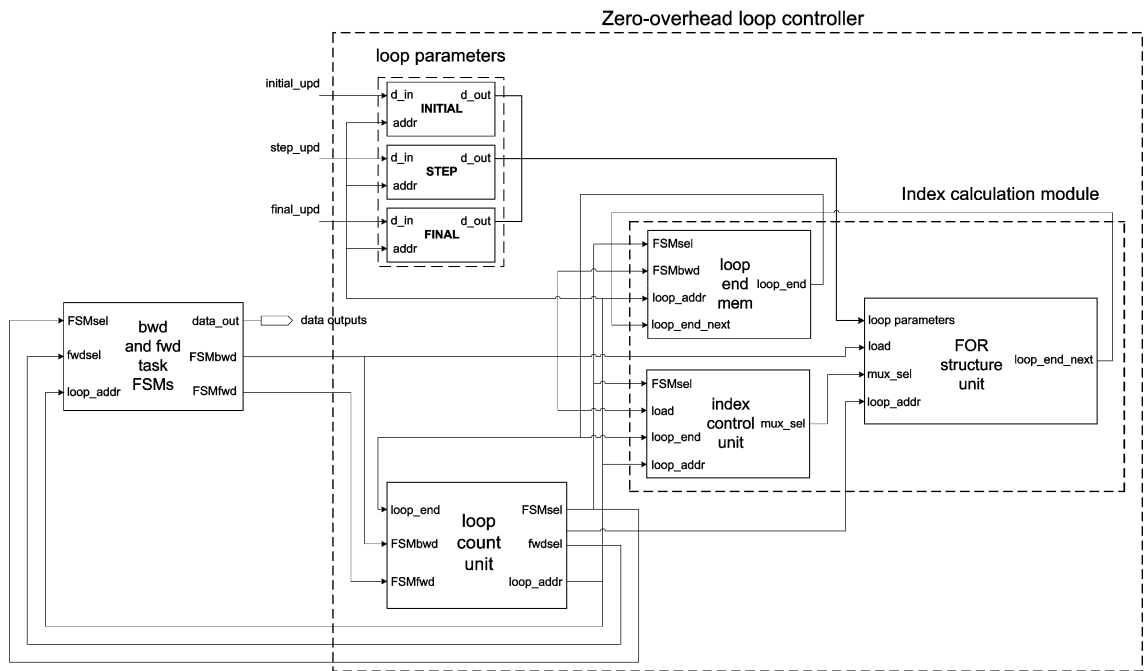 Zero-overhead loop controller
loop parameters
initial_upd
d_in
d_out
INITIAL
addr
step_upd
d_in
d_out
STEP
addr
final_upd
d_in
d_out
FINAL
addr
Index calculation module
FSMsel
FSMbwd
loop_addr
loop_end_next
loop
end
mem
loop_end
FSMsel
fwdsel
loop_addr
bwd
and fwd
task
FSMs
data_out
FSMbwd
FSMfwd
data outputs
loop parameters
load
mux_sel
loop_addr
FOR
structure
unit
loop_end_next
FSMsel
load
loop_end
loop_addr
index
control
unit
mux_sel
loop_end
FSMbwd
FSMfwd
loop
count
unit
FSMsel
fwdsel
loop_addr